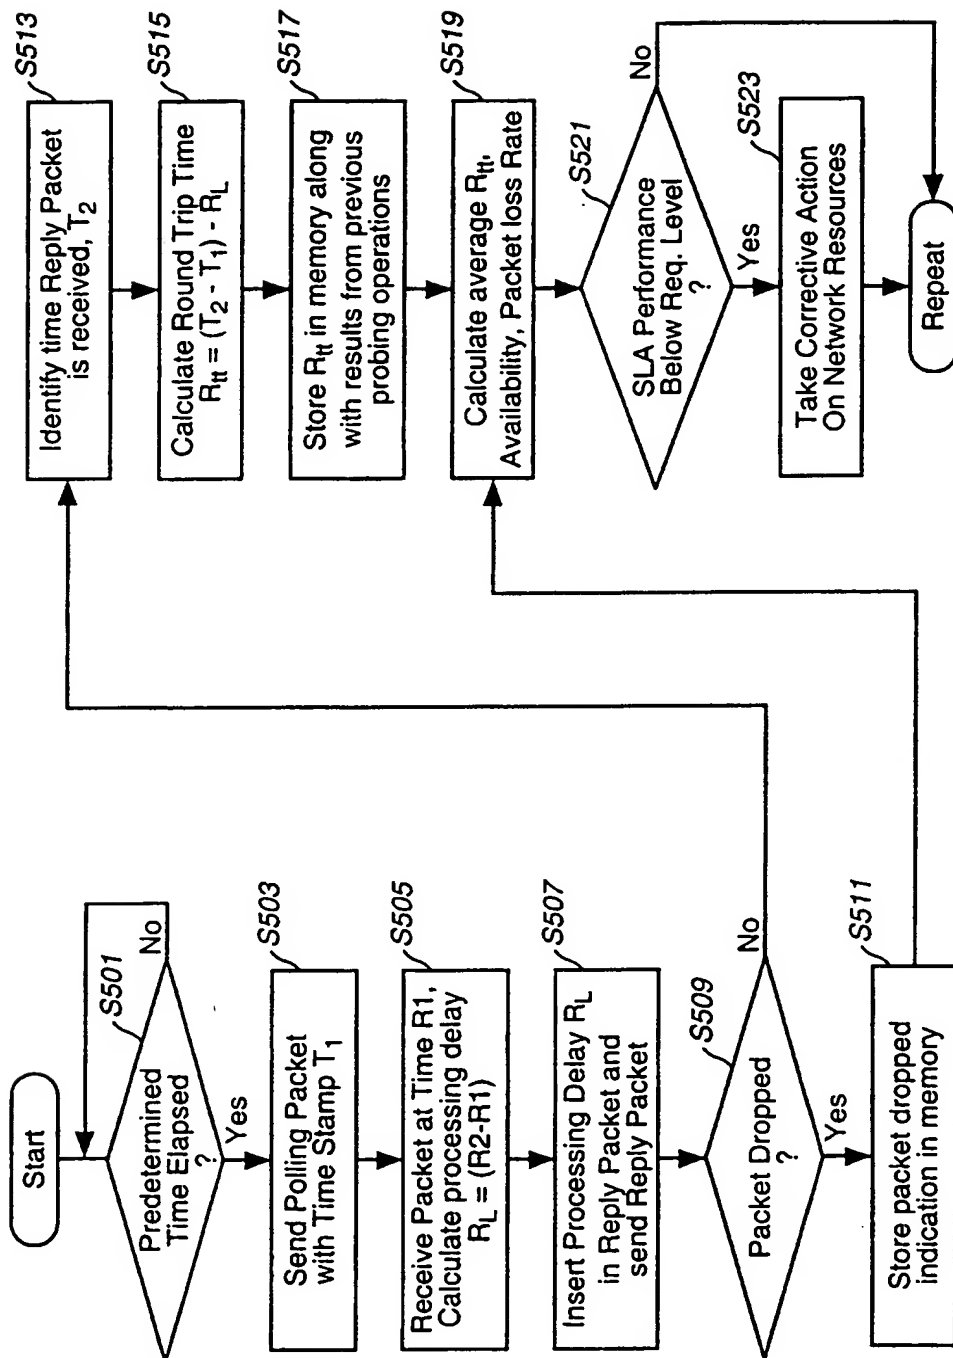 Start
S501
Predetermined
Time Elapsed
?
No
Yes
S503
Send Polling Packet
with Time Stamp T1
S505
Receive Packet at Time R1,
Calculate processing delay
RL = (R2-R1)
S507
Insert Processing Delay RL
in Reply Packet and
send Reply Packet
S509
Packet Dropped
?
No
Yes
S511
Store packet dropped
indication in memory
S513
Identify time Reply Packet
is received, T2
S515
Calculate Round Trip Time
Rtt = (T2 - T1) - RL
S517
Store Rtt in memory along
with results from previous
probing operations
S519
Calculate average Rtt,
Availability, Packet loss Rate
S521
SLA Performance
Below Req. Level
?
No
Yes
S523
Take Corrective Action
On Network Resources
Repeat